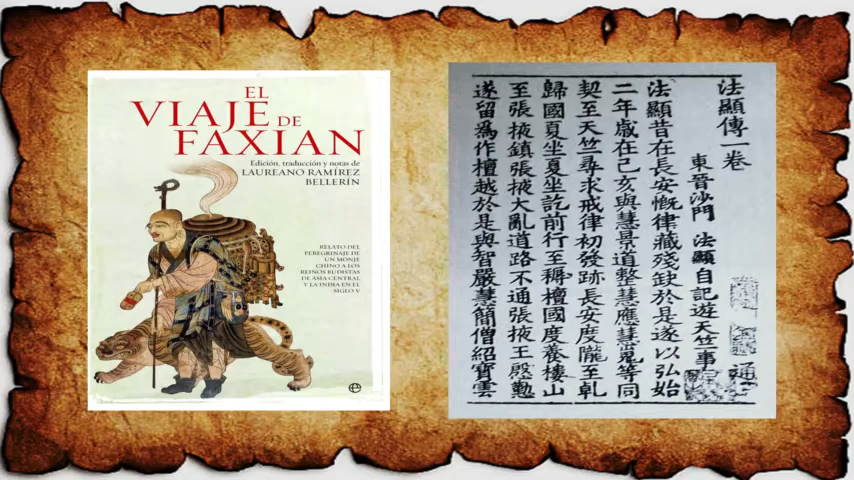 EL
VIAJE DE
FAXIAN
Edición, traducción y notas de
LAUREANO RAMÍREZ
BELLERÍN
RELATO DEL
PEREGRINAJE DE
UN MONJE
CHINO A LOS
REINOS BUDISTAS
DE ASIA CENTRAL
Y LA INDIA EN EL
SIGLO V
法顯傳一卷
東晉沙門 法顯自記遊天竺事
通
法顯昔在長安慨律藏殘缺於是遂以弘始
二年歲在己亥與慧景道整慧應慧嵬等同
契至天竺尋求戒律初發跡長安度隴至乹
歸國夏坐夏坐訖前行至耨檀國度養樓山
至張掖鎮張掖大亂道路不通張掖王慇懃
遂留爲作檀越於是與智嚴慧簡僧紹寶雲